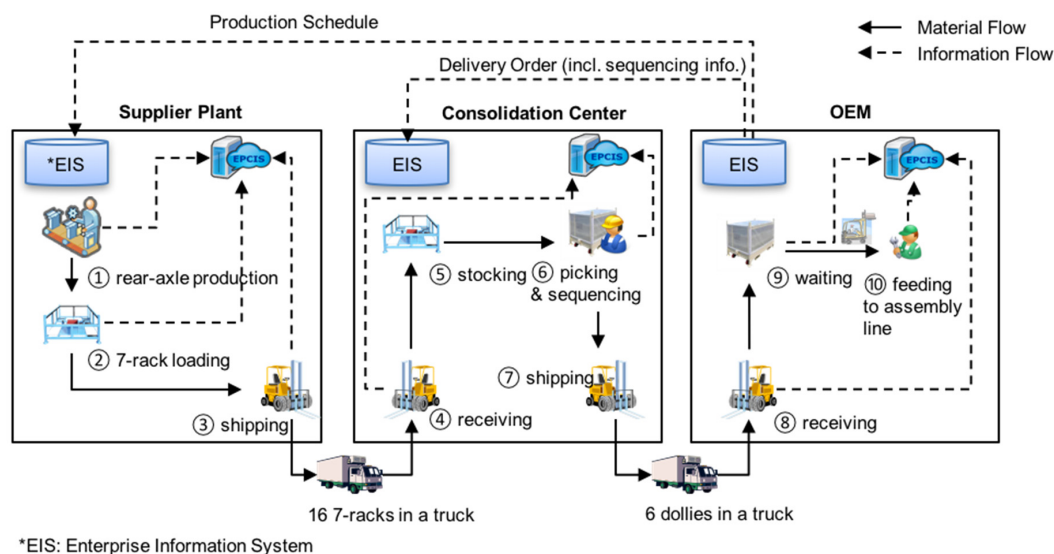 Production Schedule
Material Flow
Information Flow
Delivery Order (incl. sequencing info.)
Supplier Plant
Consolidation Center
OEM
*EIS
EPCIS
EIS
EPCIS
EIS
EPCIS
① rear-axle production
⑤ stocking
⑥ picking
& sequencing
⑨ waiting
⑩ feeding
to assembly
line
② 7-rack loading
⑦ shipping
③ shipping
④ receiving
⑧ receiving
16 7-racks in a truck
6 dollies in a truck
*EIS: Enterprise Information System